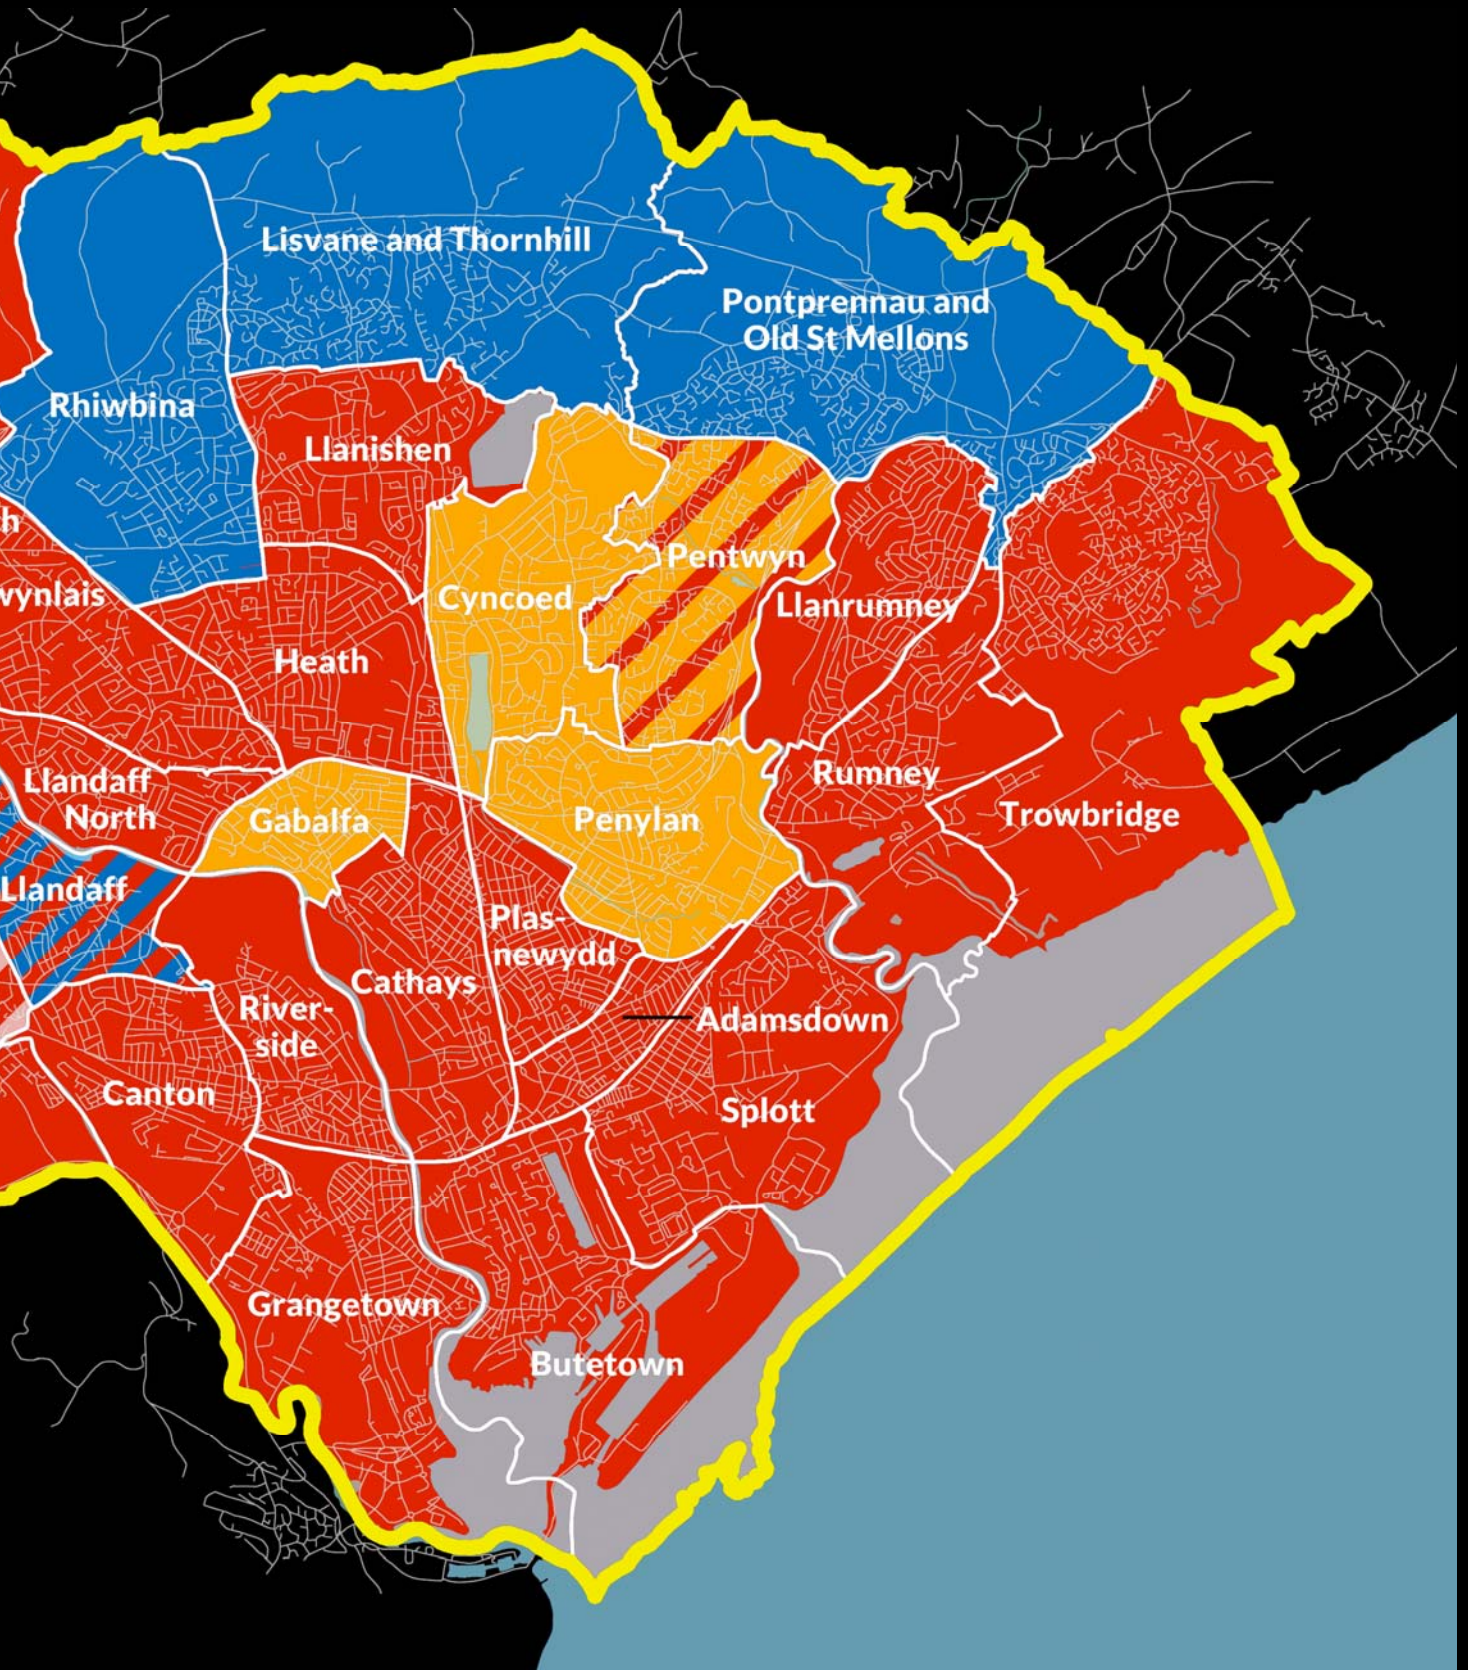 Lisvane and Thornhill
Pontprennau and
Old St Mellons
Rhiwbina
Llanishen
h
Pentwyn
wynlais
Cyncoed
Llanrumney
Heath
Llandaff
North
Gabalfa
Penylan
Rumney
Trowbridge
Llandaff
Plas-
newydd
Cathays
River-
side
Adamsdown
Canton
Splott
Grangetown
Butetown